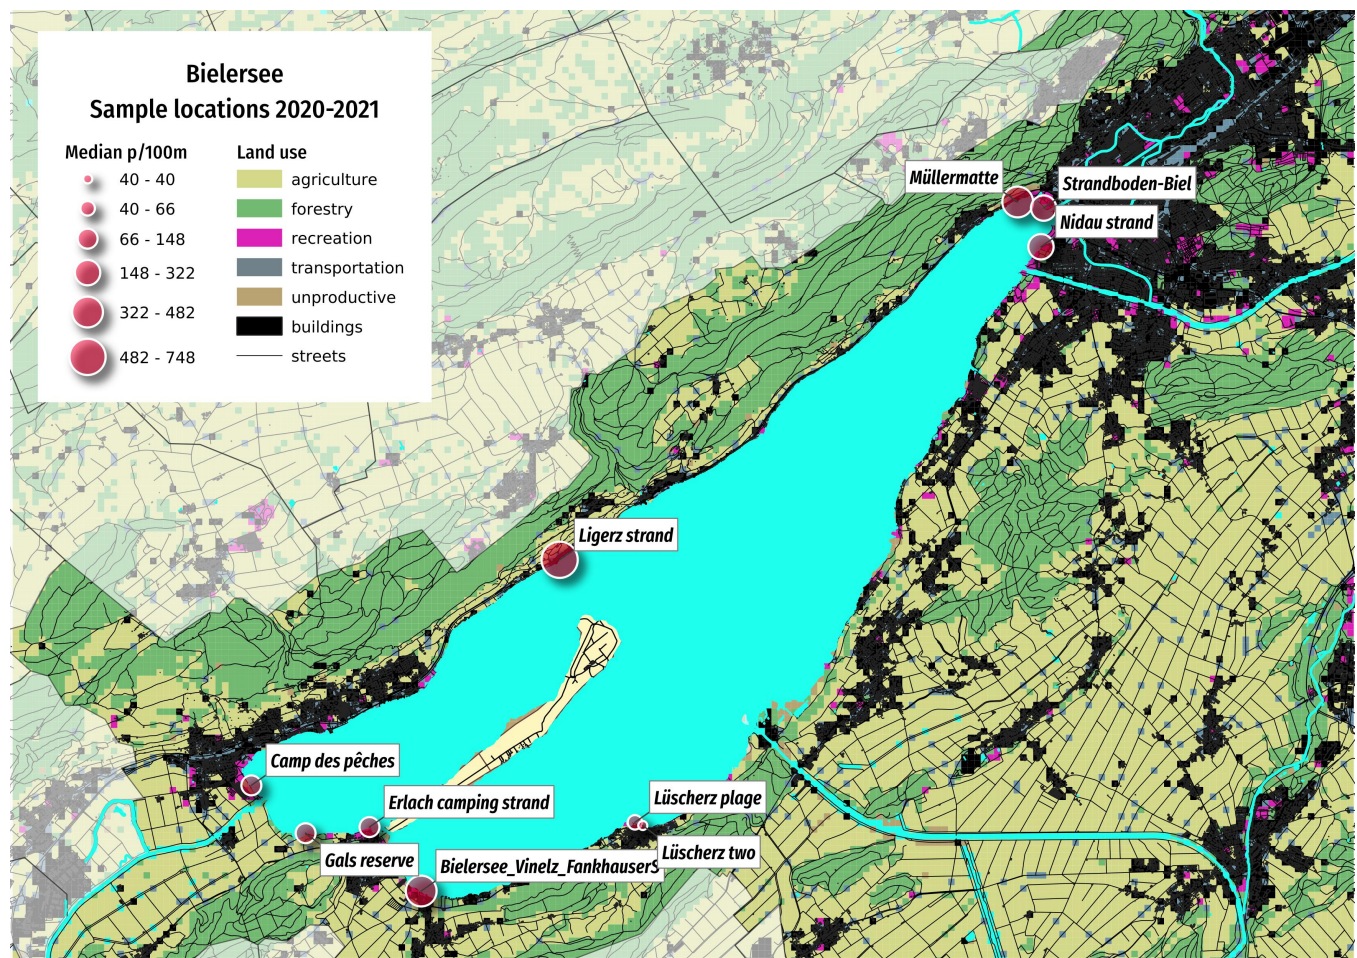 Bielersee
Sample locations 2020-2021
Median p/100m
40 - 40
40 - 66
66 - 148
148 - 322
322 - 482
482 - 748
Land use
agriculture
forestry
recreation
transportation
unproductive
buildings
streets
Müllermatte
Strandboden-Biel
Nidau strand
Ligerz strand
Camp des pêches
Erlach camping strand
Lüscherz plage
Gals reserve
Bielersee_Vinelz_FankhauserS
Lüscherz two